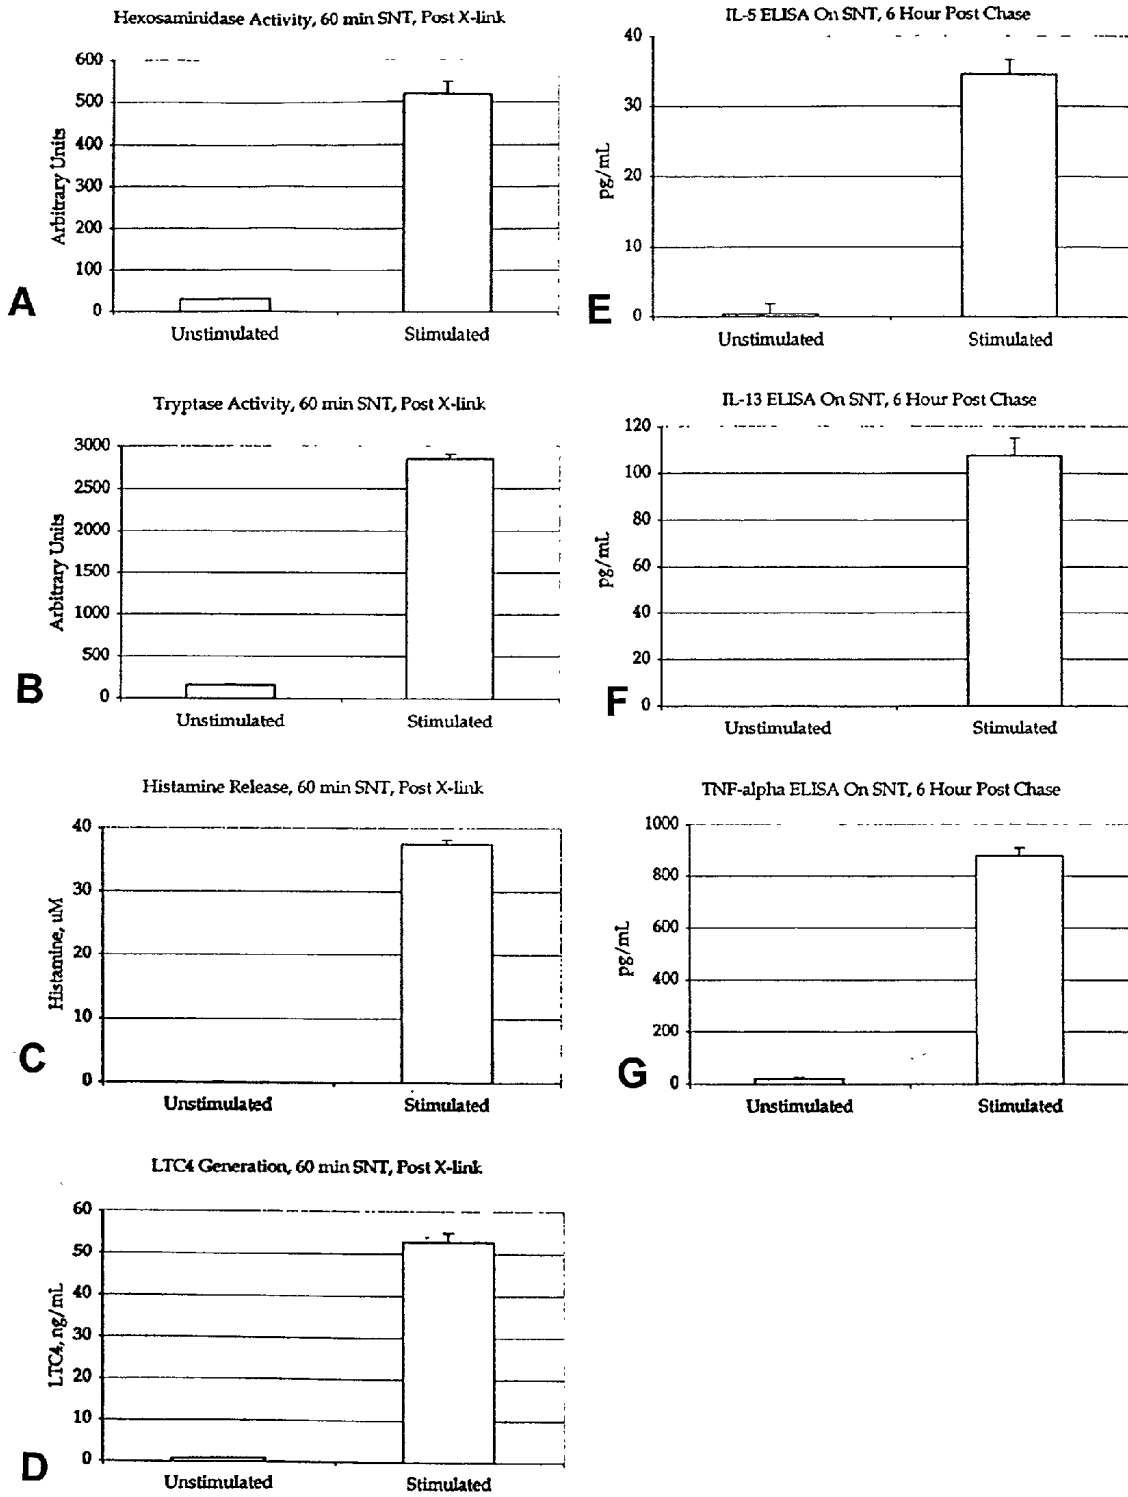 Hexosaminidase Activity, 60 min SNT, Post X-link
600
500
400
300
200
100
0
Arbitrary Units
A
Unstimulated Stimulated
Tryptase Activity, 60 min SNT, Post X-link
3000
2500
2000
1500
1000
500
0
Arbitrary Units
B
Unstimulated Stimulated
Histamine Release, 60 min SNT, Post X-link
40
30
20
10
0
Histamine, uM
C
Unstimulated Stimulated
LTC4 Generation, 60 min SNT, Post X-link
60
50
40
30
20
10
0
LTC4, ng/mL
D
Unstimulated Stimulated
IL-5 ELISA On SNT, 6 Hour Post Chase
40
30
20
10
0
pg/mL
E
Unstimulated Stimulated
IL-13 ELISA On SNT, 6 Hour Post Chase
120
100
80
60
40
20
0
pg/mL
F
Unstimulated Stimulated
TNF-alpha ELISA On SNT, 6 Hour Post Chase
1000
800
600
400
200
0
pg/mL
G
Unstimulated Stimulated